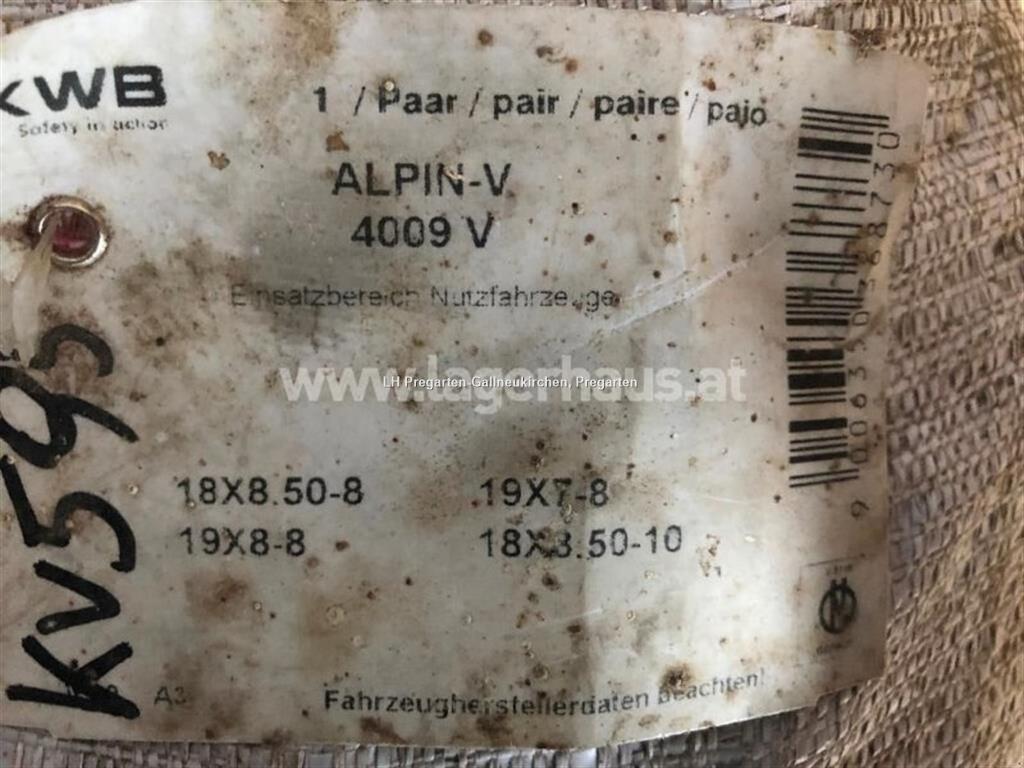 KWB
Safety in action
1 / Paar / pair / paire / paio
ALPIN-V
4009 V
Einsatzbereich Nutzfahrzeuge
www.lagerhaus.at
LH Pregarten-Gallneukirchen, Pregarten
18X8.50-8 19X7-8
19X8-8 18X8.50-10
A3
Fahrzeugherstellerdaten beachten!